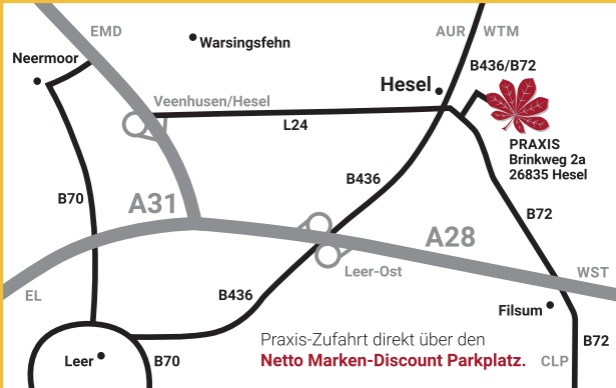 EMD
AUR
WTM
Warsingsfehn
Neermoor
B436/B72
Hesel
Veenhusen/Hesel
L24
PRAXIS
Brinkweg 2a
26835 Hesel
B436
B70
A31
B72
A28
Leer-Ost
WST
EL
B436
Filsum
Praxis-Zufahrt direkt über den
B72
Netto Marken-Discount Parkplatz.
CLP
Leer
B70